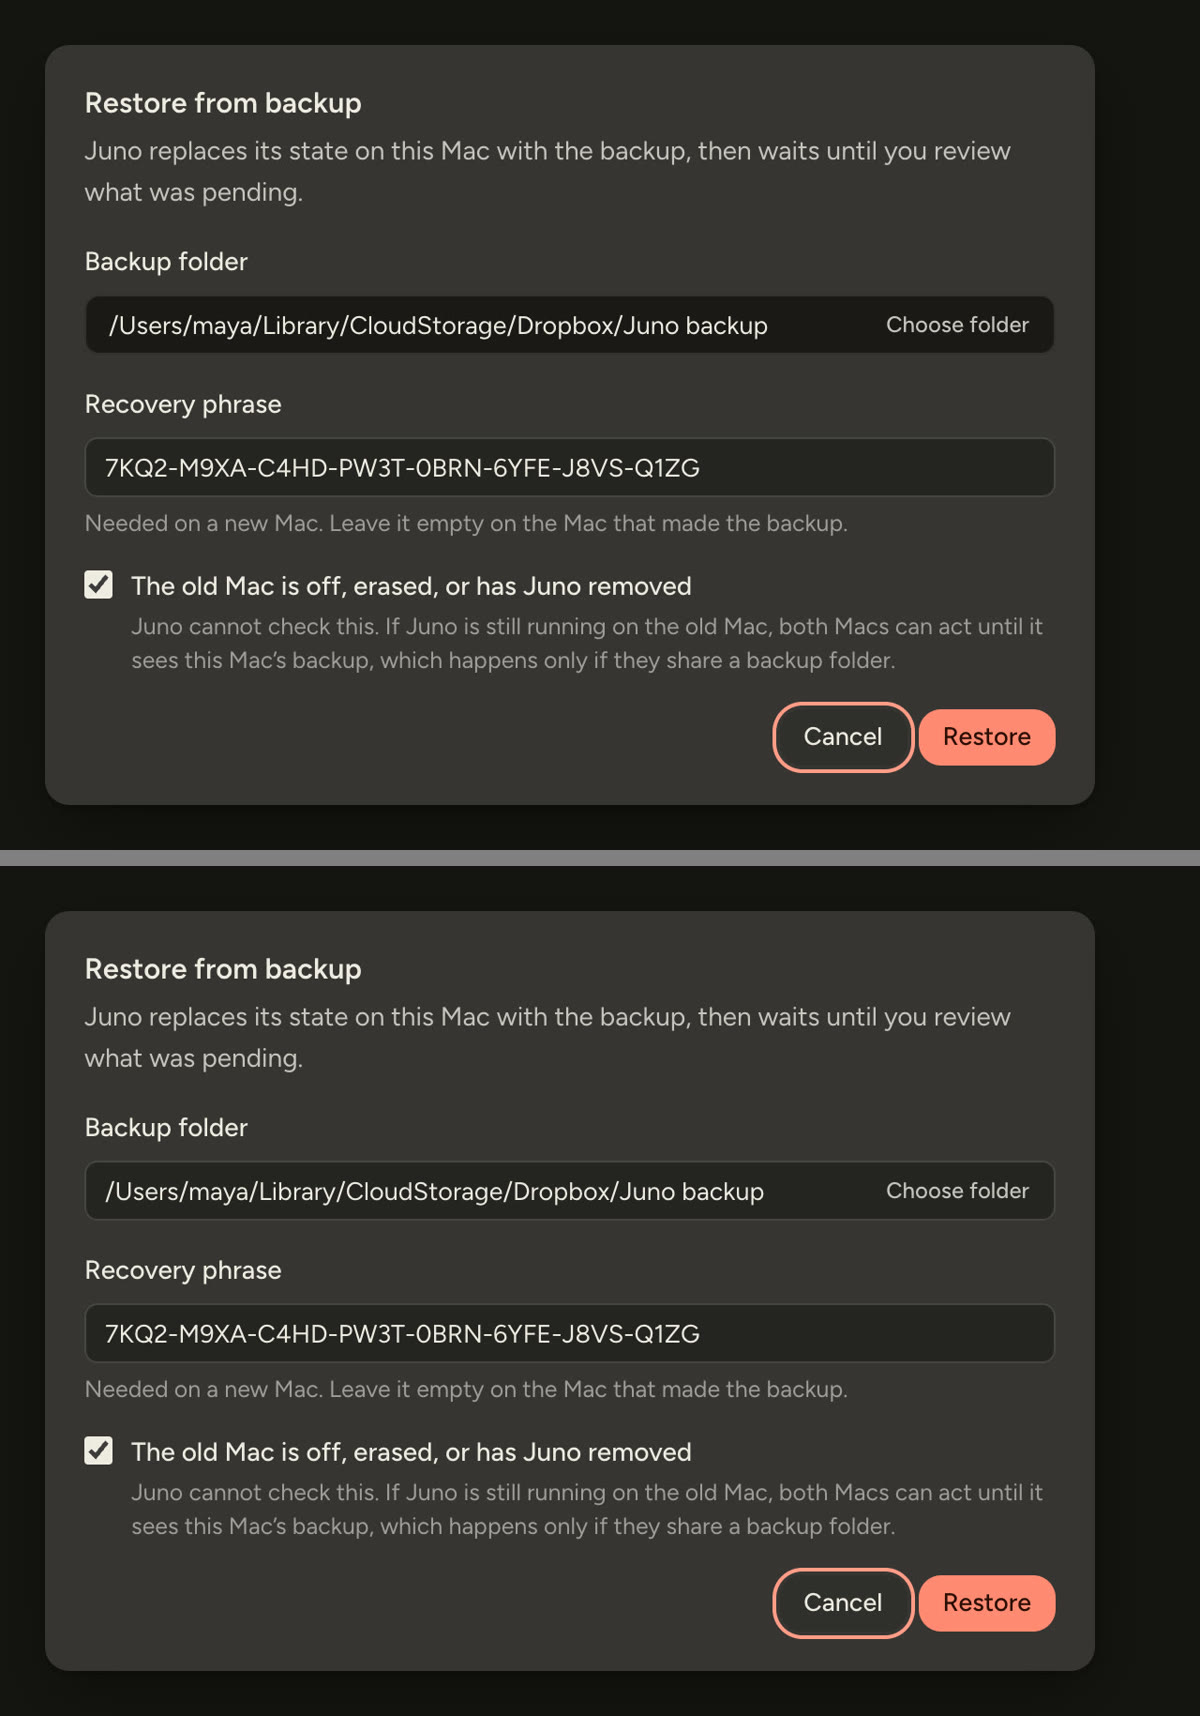 Restore from backup
Juno replaces its state on this Mac with the backup, then waits until you review
what was pending.
Backup folder
/Users/maya/Library/CloudStorage/Dropbox/Juno backup
Choose folder
Recovery phrase
7KQ2-M9XA-C4HD-PW3T-0BRN-6YFE-J8VS-Q1ZG
Needed on a new Mac. Leave it empty on the Mac that made the backup.
The old Mac is off, erased, or has Juno removed
Juno cannot check this. If Juno is still running on the old Mac, both Macs can act until it
sees this Mac’s backup, which happens only if they share a backup folder.
Cancel
Restore
Restore from backup
Juno replaces its state on this Mac with the backup, then waits until you review
what was pending.
Backup folder
/Users/maya/Library/CloudStorage/Dropbox/Juno backup
Choose folder
Recovery phrase
7KQ2-M9XA-C4HD-PW3T-0BRN-6YFE-J8VS-Q1ZG
Needed on a new Mac. Leave it empty on the Mac that made the backup.
The old Mac is off, erased, or has Juno removed
Juno cannot check this. If Juno is still running on the old Mac, both Macs can act until it
sees this Mac’s backup, which happens only if they share a backup folder.
Cancel
Restore